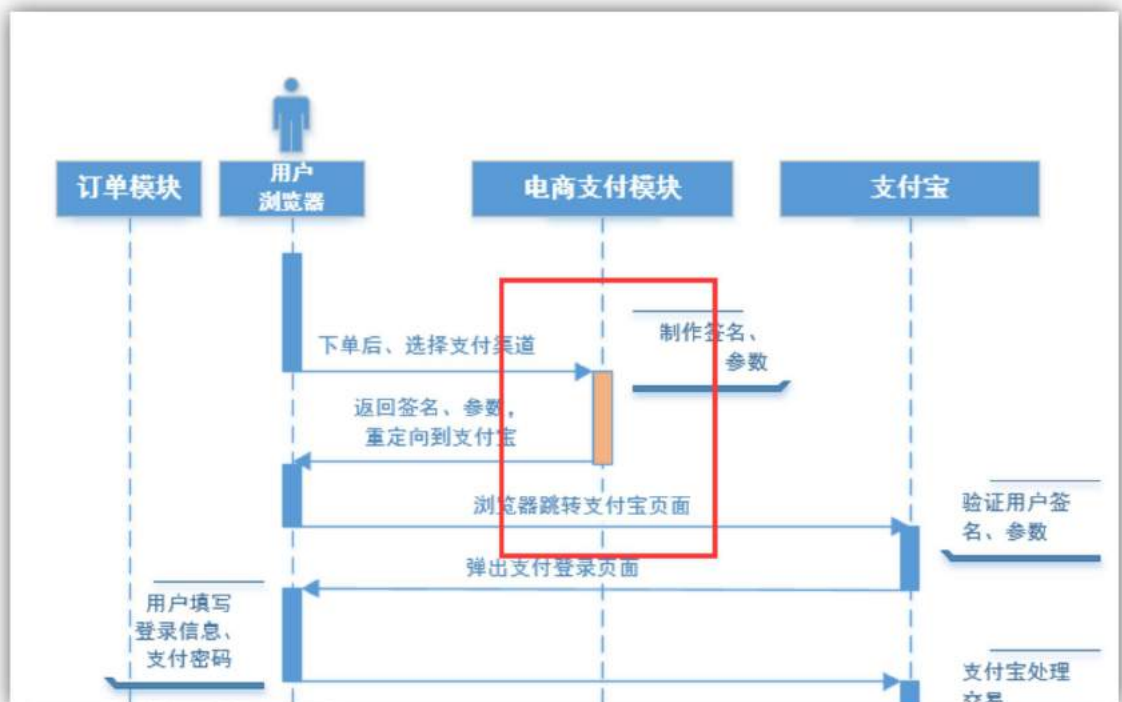 订单模块
用户
浏览器
电商支付模块
支付宝
下单后、选择支付渠道
制作签名、
参数
返回签名、参数，
重定向到支付宝
浏览器跳转支付宝页面
验证用户签
名、参数
弹出支付登录页面
用户填写
登录信息、
支付密码
支付宝处理
交易